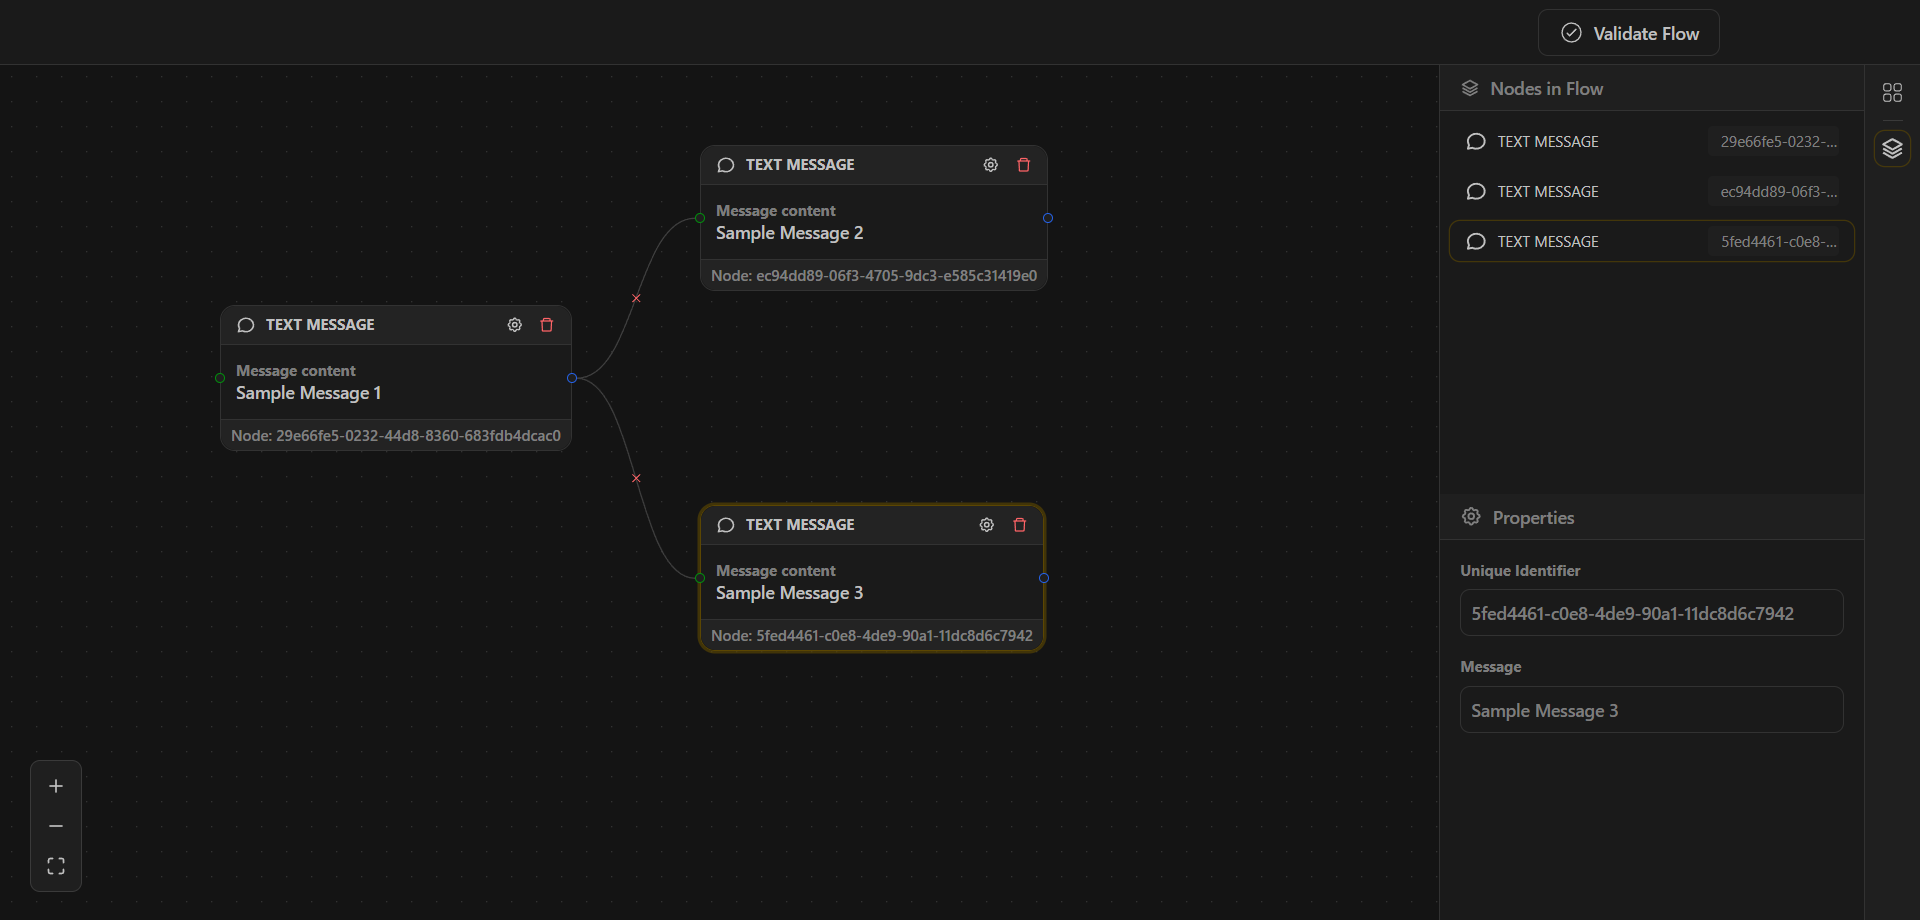 Validate Flow
TEXT MESSAGE
Message content
Sample Message 1
Node: 29e66fe5-0232-44d8-8360-683fdb4dcac0
TEXT MESSAGE
Message content
Sample Message 2
Node: ec94dd89-06f3-4705-9dc3-e585c31419e0
TEXT MESSAGE
Message content
Sample Message 3
Node: 5fed4461-c0e8-4de9-90a1-11dc8d6c7942
Nodes in Flow
TEXT MESSAGE 29e66fe5-0232-...
TEXT MESSAGE ec94dd89-06f3-...
TEXT MESSAGE 5fed4461-c0e8-...
Properties
Unique Identifier
5fed4461-c0e8-4de9-90a1-11dc8d6c7942
Message
Sample Message 3